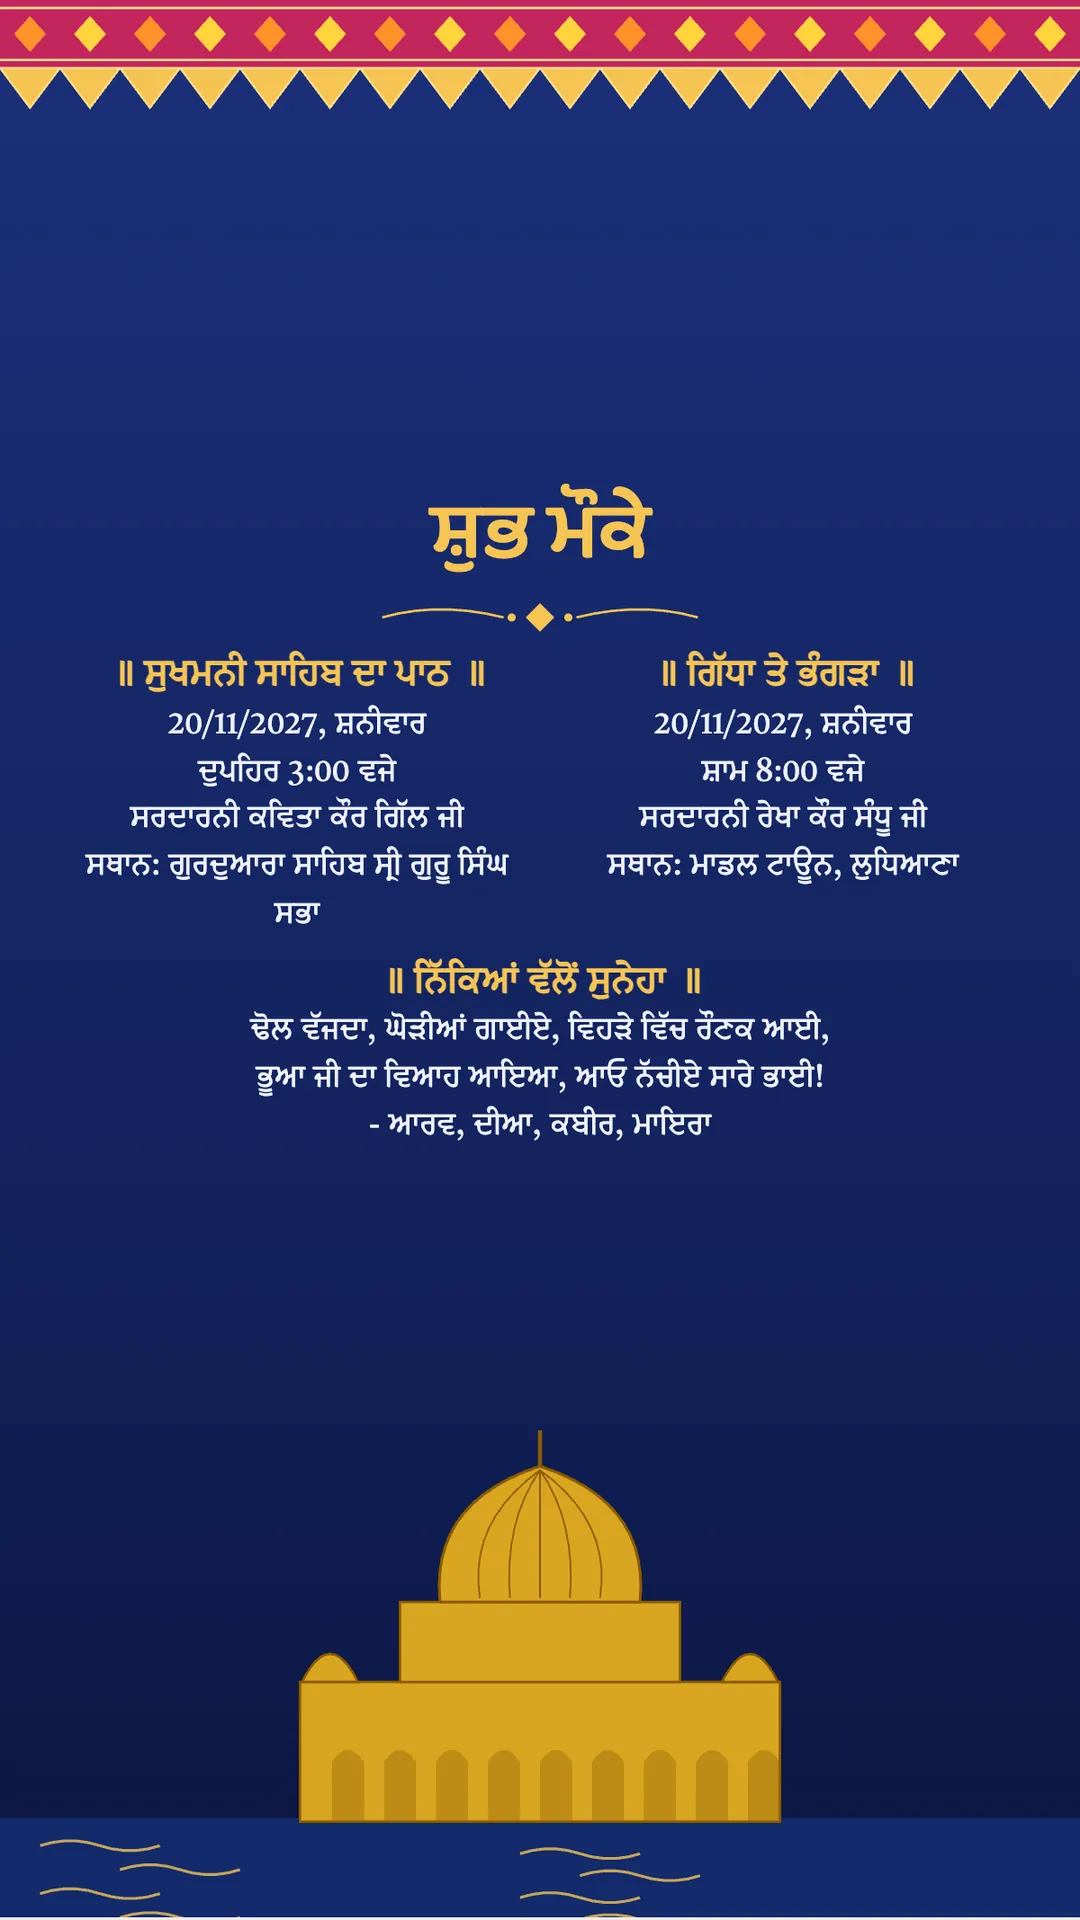 ਸ਼ੁਭ ਮੌਕੇ
॥ ਸੁਖਮਨੀ ਸਾਹਿਬ ਦਾ ਪਾਠ ॥
20/11/2027, ਸ਼ਨੀਵਾਰ
ਦੁਪਹਿਰ 3:00 ਵਜੇ
ਸਰਦਾਰਨੀ ਕਵਿਤਾ ਕੌਰ ਗਿੱਲ ਜੀ
ਸਥਾਨ: ਗੁਰਦੁਆਰਾ ਸਾਹਿਬ ਸ੍ਰੀ ਗੁਰੂ ਸਿੰਘ
ਸਭਾ
॥ ਗਿੱਧਾ ਤੇ ਭੰਗੜਾ ॥
20/11/2027, ਸ਼ਨੀਵਾਰ
ਸ਼ਾਮ 8:00 ਵਜੇ
ਸਰਦਾਰਨੀ ਰੇਖਾ ਕੌਰ ਸੰਧੂ ਜੀ
ਸਥਾਨ: ਮਾਡਲ ਟਾਊਨ, ਲੁਧਿਆਣਾ
॥ ਨਿੱਕਿਆਂ ਵੱਲੋਂ ਸੁਨੇਹਾ ॥
ਢੋਲ ਵੱਜਦਾ, ਘੋੜੀਆਂ ਗਾਈਏ, ਵਿਹੜੇ ਵਿੱਚ ਰੌਣਕ ਆਈ,
ਭੂਆ ਜੀ ਦਾ ਵਿਆਹ ਆਇਆ, ਆਓ ਨੱਚੀਏ ਸਾਰੇ ਭਾਈ!
- ਆਰਵ, ਦੀਆ, ਕਬੀਰ, ਮਾਇਰਾ